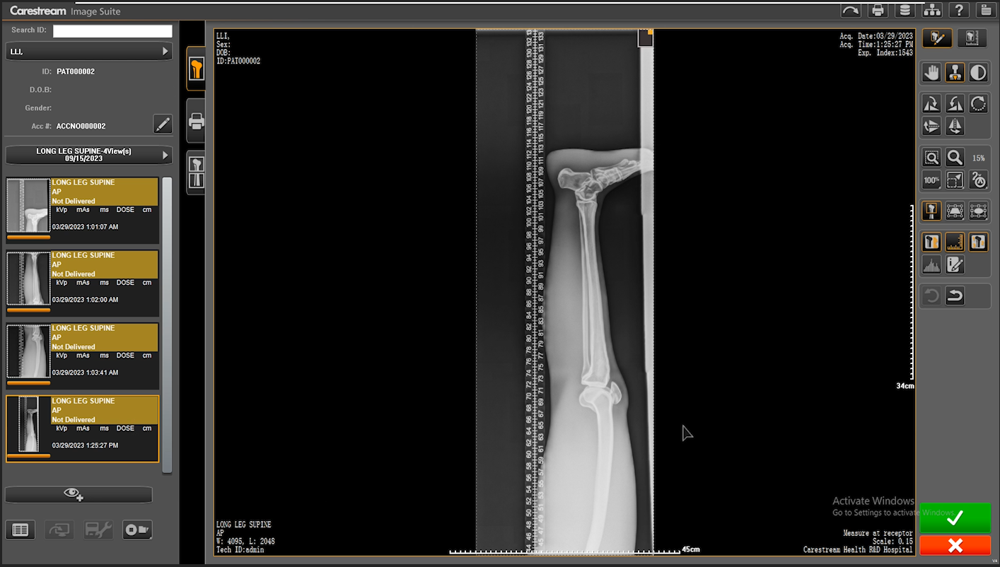 Carestream Image Suite
Search ID:
LLI,
ID: PAT000002
D.O.B:
Gender:
Acc #: ACCNO000002
LONG LEG SUPINE-4View(s)
09/15/2023
LONG LEG SUPINE
AP
Not Delivered
kVp mAs ms DOSE cm
03/29/2023 1:01:07 AM
LONG LEG SUPINE
AP
Not Delivered
kVp mAs ms DOSE cm
03/29/2023 1:02:00 AM
LONG LEG SUPINE
AP
Not Delivered
kVp mAs ms DOSE cm
03/29/2023 1:03:41 AM
LONG LEG SUPINE
AP
Not Delivered
kVp mAs ms DOSE cm
03/29/2023 1:25:27 PM
LLI,
Sex:
DOB:
ID:PAT000002
Acq. Date:03/29/2023
Acq. Time:1:25:27 PM
Exp. Index:1543
34cm
45cm
LONG LEG SUPINE
AP
W: 4095, L: 2048
Tech ID:admin
Activate Windows
Go to Settings to activate Windows.
Measure at receptor
Scale: 0.15
Carestream Health R&D Hospital
?
15%
100%
V4